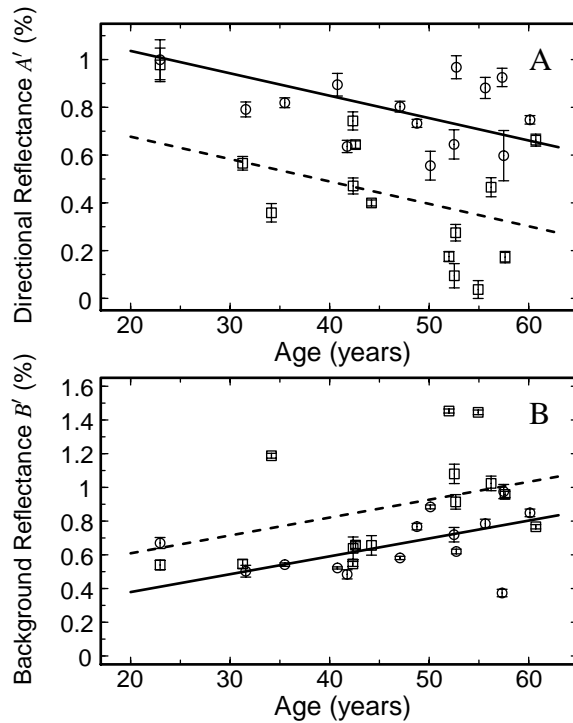 Directional Reflectance A′ (%)
1
0.8
0.6
0.4
0.2
0
A
20 30 40 50 60
Age (years)
Background Reflectance B′ (%)
1.6
1.4
1.2
1
0.8
0.6
0.4
0.2
0
B
20 30 40 50 60
Age (years)